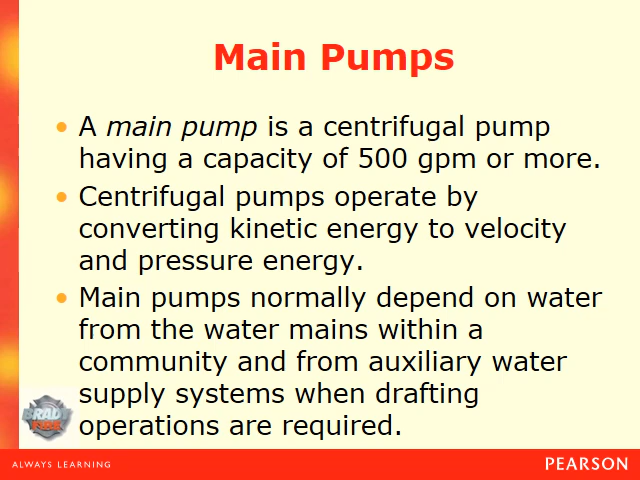 Main Pumps
• A main pump is a centrifugal pump
having a capacity of 500 gpm or more.
• Centrifugal pumps operate by
converting kinetic energy to velocity
and pressure energy.
• Main pumps normally depend on water
from the water mains within a
community and from auxiliary water
supply systems when drafting
operations are required.
BRADY
FIRE
ALWAYS LEARNING
PEARSON